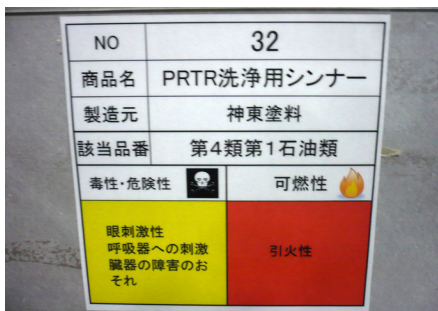 NO 32
商品名 PRTR洗浄用シンナー
製造元 神東塗料
該当品番 第4類第1石油類
毒性・危険性 可燃性
眼刺激性
呼吸器への刺激
臓器の障害のお
それ
引火性